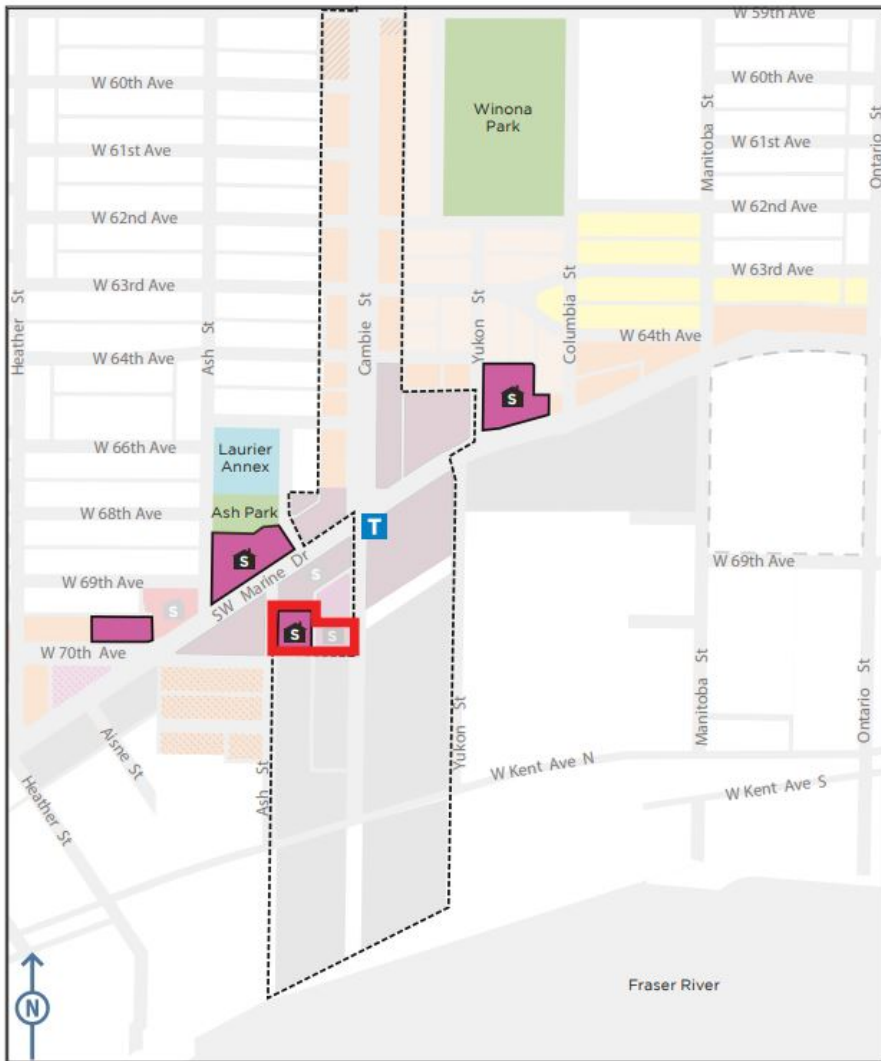 W 59th Ave
W 60th Ave
W 60th Ave
Winona
Park
Manitoba St
Ontario St
W 61st Ave
W 61st Ave
W 62nd Ave
W 62nd Ave
W 63rd Ave
W 63rd Ave
Heather St
Ash St
Cambie St
Yukon St
Columbia St
W 64th Ave
W 64th Ave
S
W 66th Ave
Laurier
Annex
W 68th Ave
Ash Park
T
S
SW Marine Dr
S
W 69th Ave
W 69th Ave
S
S
S
W 70th Ave
Aisne St
Ash St
Yukon St
Manitoba St
Ontario St
W Kent Ave N
W Kent Ave S
Heather St
N
Fraser River